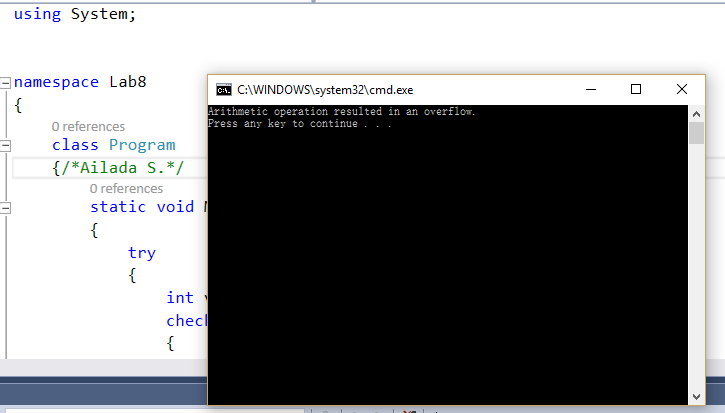 using System;
namespace Lab8
{
0 references
class Program
{/*Ailada S.*/
0 references
static void
{
try
{
int
{
C:\WINDOWS\system32\cmd.exe
Arithmetic operation resulted in an overflow.
Press any key to continue . . .